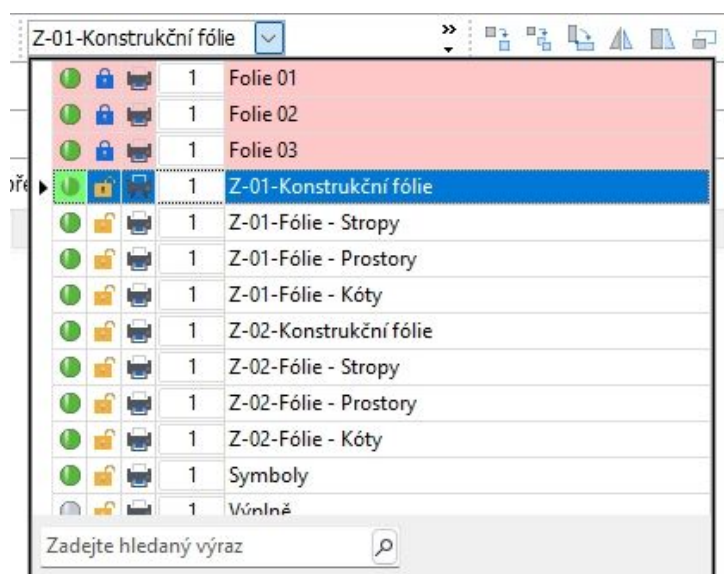 Z-01-Konstrukční fólie
1 Folie 01
1 Folie 02
1 Folie 03
1 Z-01-Konstrukční fólie
1 Z-01-Fólie - Stropy
1 Z-01-Fólie - Prostory
1 Z-01-Fólie - Kóty
1 Z-02-Konstrukční fólie
1 Z-02-Fólie - Stropy
1 Z-02-Fólie - Prostory
1 Z-02-Fólie - Kóty
1 Symboly
1 Výplně
Zadejte hledaný výraz